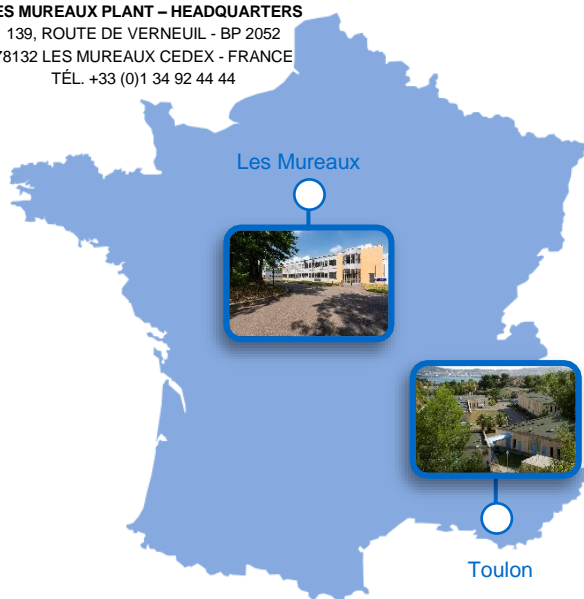 ES MUREAUX PLANT – HEADQUARTERS
139, ROUTE DE VERNEUIL - BP 2052
78132 LES MUREAUX CEDEX - FRANCE
TÉL. +33 (0)1 34 92 44 44
Les Mureaux
Toulon